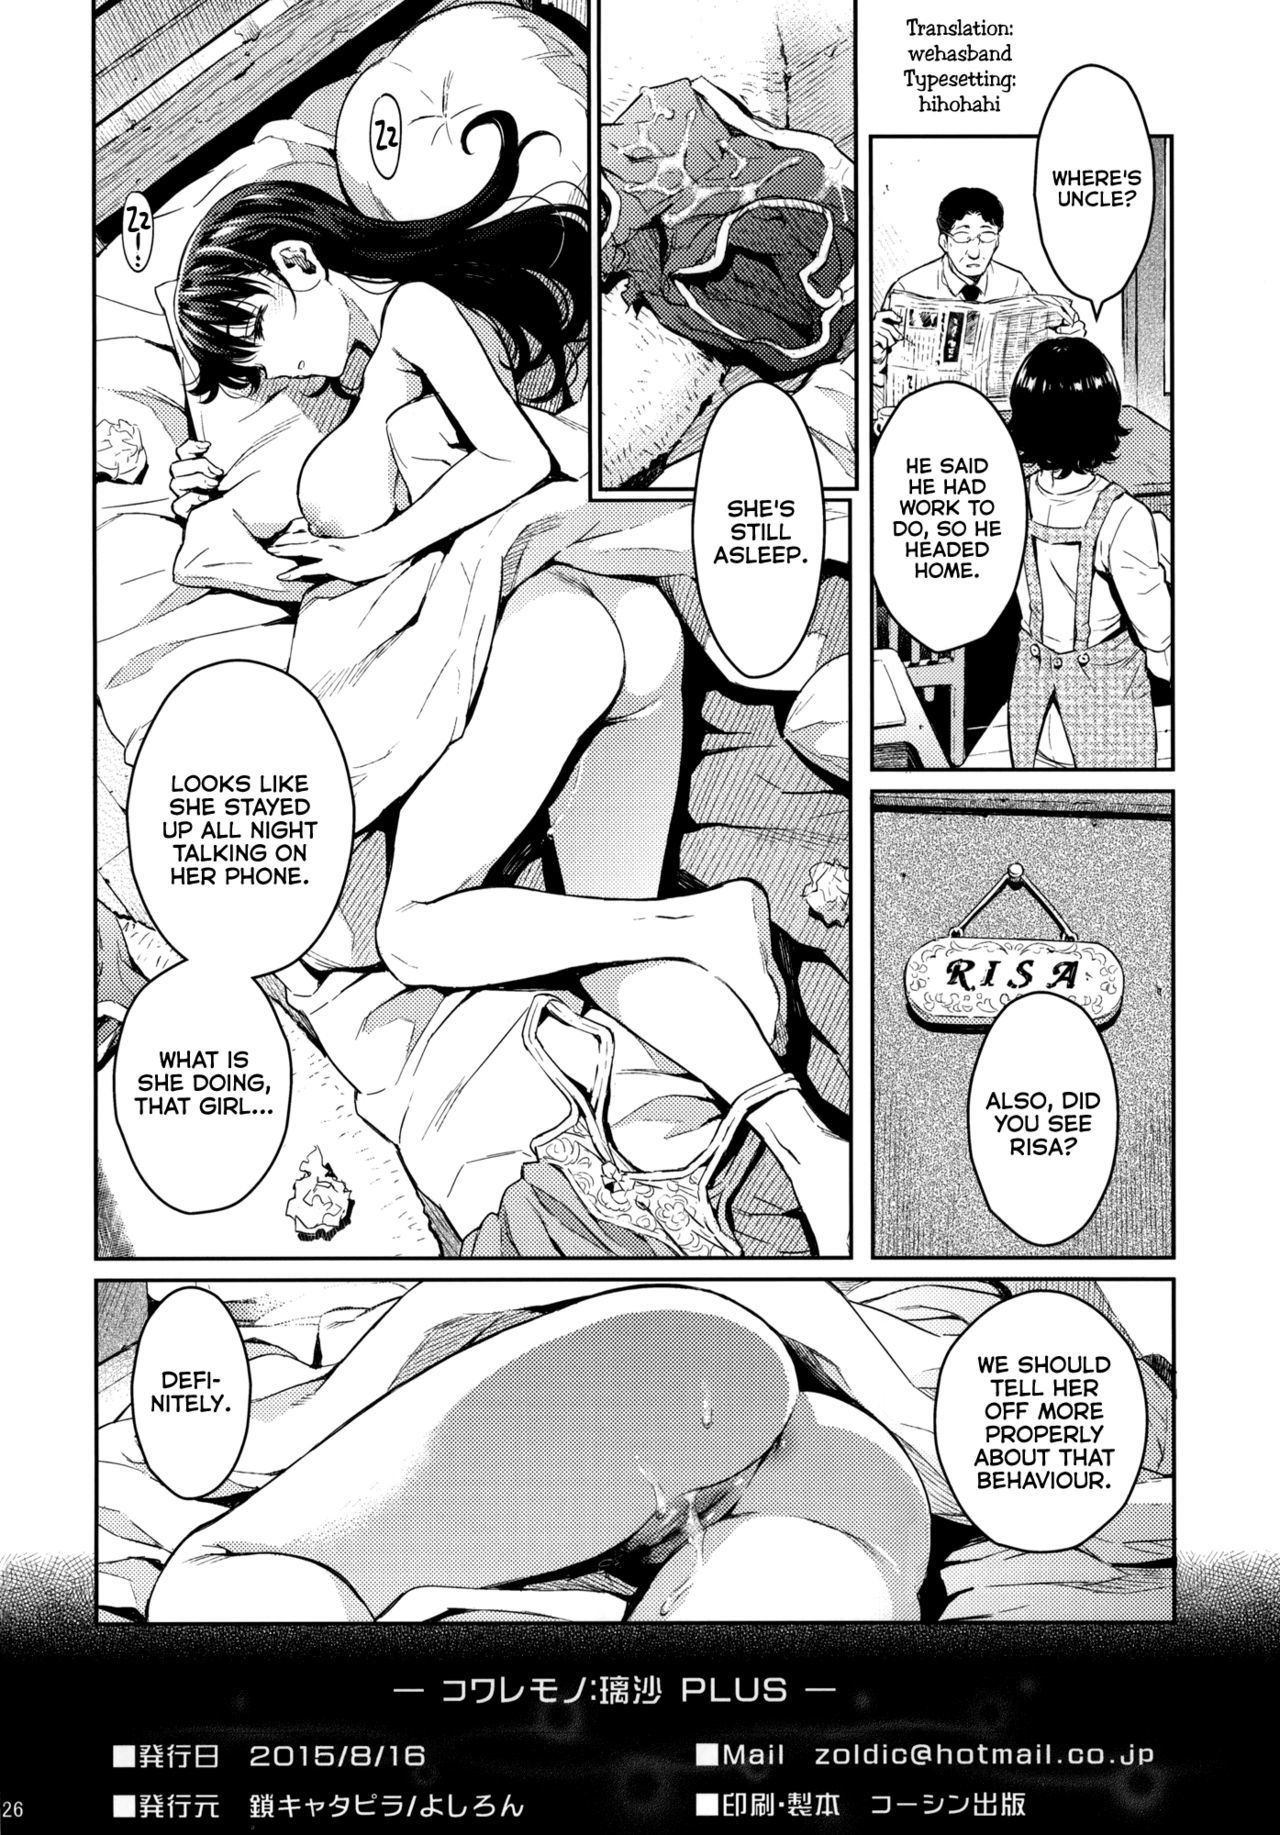 Translation:
wehasband
Typesetting:
hihohahi
WHERE'S
UNCLE?
HE SAID
HE HAD
WORK TO
DO, SO HE
HEADED
HOME.
RISA
ALSO, DID
YOU SEE
RISA?
SHE'S
STILL
ASLEEP.
Zz
Zz!
LOOKS LIKE
SHE STAYED
UP ALL NIGHT
TALKING ON
HER PHONE.
WHAT IS
SHE DOING,
THAT GIRL...
WE SHOULD
TELL HER
OFF MORE
PROPERLY
ABOUT THAT
BEHAVIOUR.
DEFI-
NITELY.
— コワレモノ:璃沙 PLUS —
■発行日 2015/8/16
■発行元 鎖キャタピラ/よしろん
■Mail zoldic@hotmail.co.jp
■印刷・製本 コーシン出版
26